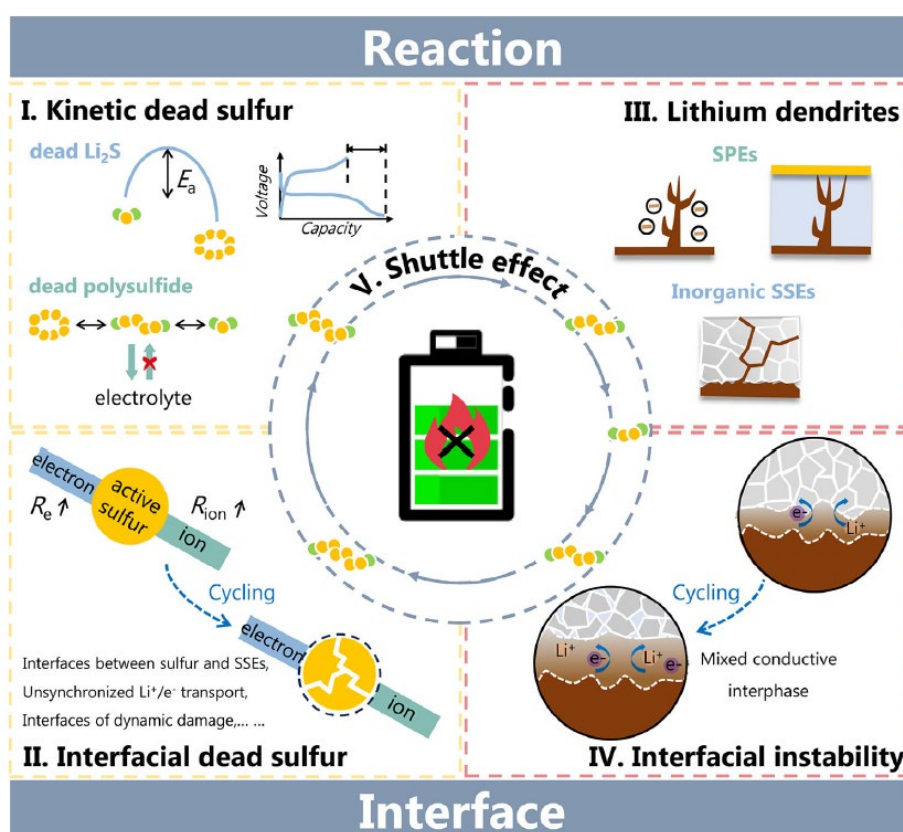 Reaction
I. Kinetic dead sulfur
dead Li₂S
Eₐ
Voltage
Capacity
dead polysulfide
electrolyte
III. Lithium dendrites
SPEs
Inorganic SSEs
V. Shuttle effect
electron
active
sulfur
ion
Rₑ ↑
Rᵢₒₙ ↑
Cycling
electron
ion
Interfaces between sulfur and SSEs,
Unsynchronized Li⁺/e⁻ transport,
Interfaces of dynamic damage,... ...
II. Interfacial dead sulfur
e-
Li⁺
Cycling
Li⁺
e-
Li⁺
e-
Mixed conductive
interphase
IV. Interfacial instability
Interface